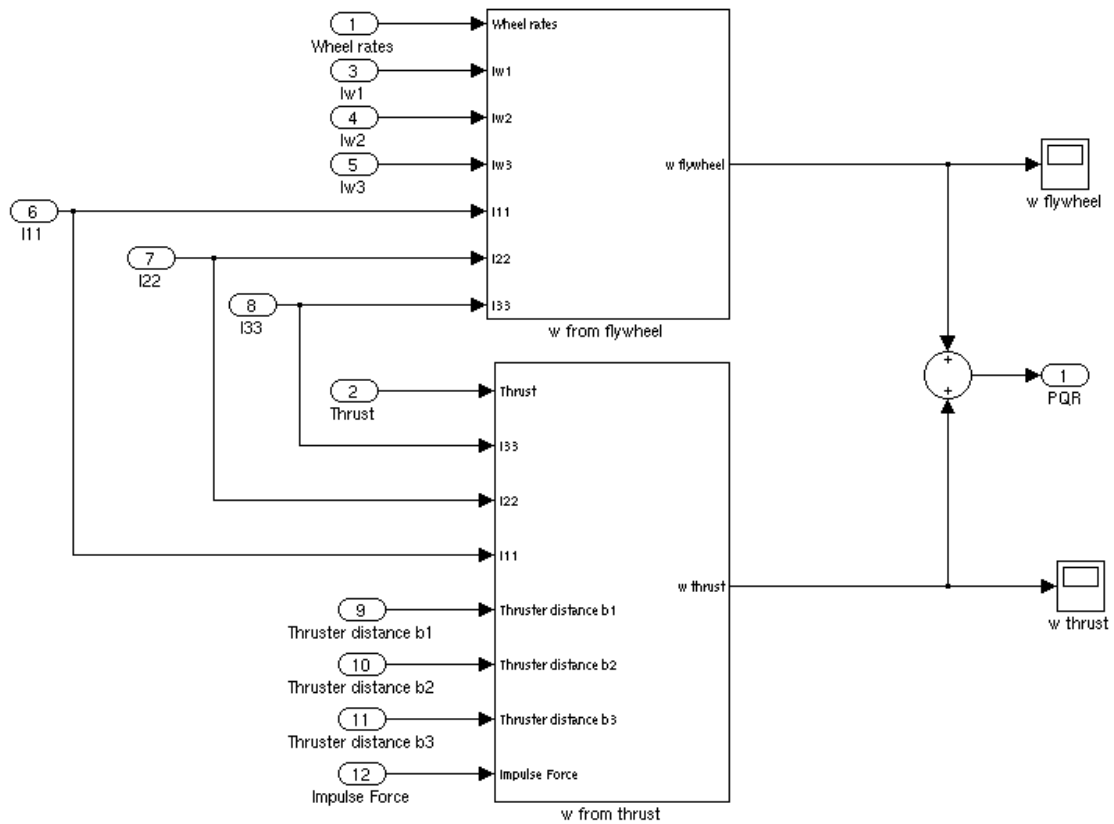 1
Wheel rates
3
Iw1
4
Iw2
5
Iw3
6
I11
7
I22
8
I33
Wheel rates
Iw1
Iw2
Iw3
I11
I22
I33
w flywheel
w from flywheel
w flywheel
2
Thrust
9
Thruster distance b1
10
Thruster distance b2
11
Thruster distance b3
12
Impulse Force
Thrust
I33
I22
I11
Thruster distance b1
Thruster distance b2
Thruster distance b3
Impulse Force
w thrust
w from thrust
+
+
1
PQR
w thrust